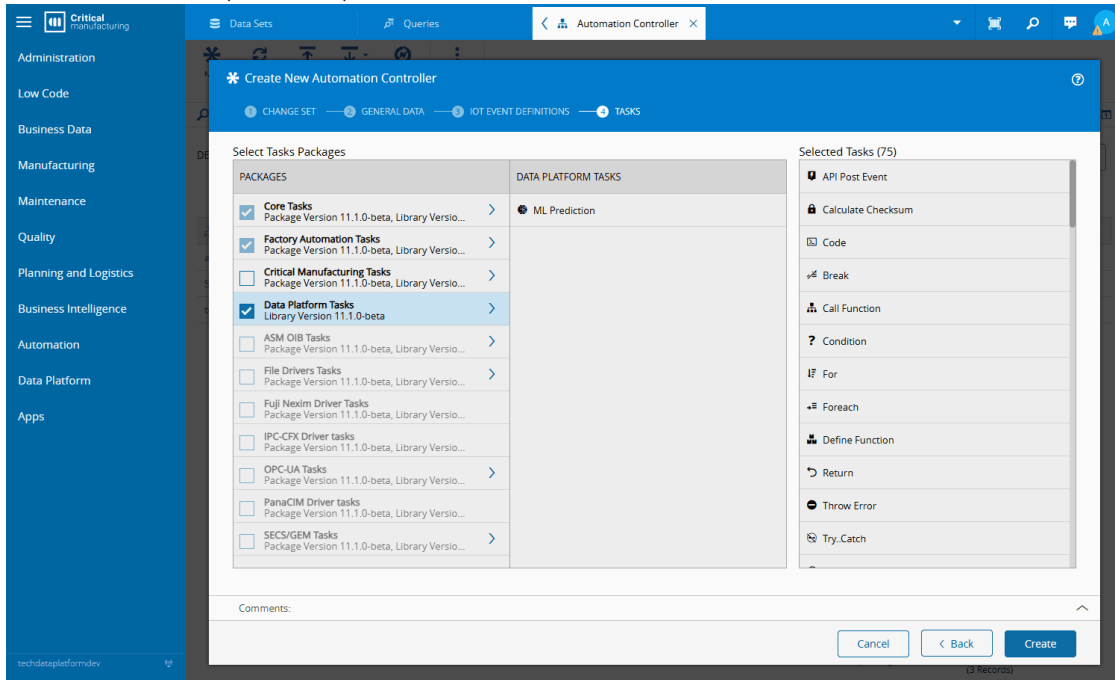 Critical
manufacturing
Data Sets
Queries
Automation Controller
A
Administration
Low Code
Business Data
Manufacturing
Maintenance
Quality
Planning and Logistics
Business Intelligence
Automation
Data Platform
Apps
techdataplatformdev
Create New Automation Controller
1 CHANGE SET
2 GENERAL DATA
3 IOT EVENT DEFINITIONS
4 TASKS
Select Tasks Packages
PACKAGES
Core Tasks
Package Version 11.1.0-beta, Library Versio...
Factory Automation Tasks
Package Version 11.1.0-beta, Library Versio...
Critical Manufacturing Tasks
Package Version 11.1.0-beta, Library Versio...
Data Platform Tasks
Library Version 11.1.0-beta
ASM OIB Tasks
Package Version 11.1.0-beta, Library Versio...
File Drivers Tasks
Package Version 11.1.0-beta, Library Versio...
Fuji Nexim Driver Tasks
Package Version 11.1.0-beta, Library Versio...
IPC-CFX Driver tasks
Package Version 11.1.0-beta, Library Versio...
OPC-UA Tasks
Package Version 11.1.0-beta, Library Versio...
PanaCIM Driver tasks
Package Version 11.1.0-beta, Library Versio...
SECS/GEM Tasks
Package Version 11.1.0-beta, Library Versio...
DATA PLATFORM TASKS
ML Prediction
Selected Tasks (75)
API Post Event
Calculate Checksum
Code
Break
Call Function
Condition
For
Foreach
Define Function
Return
Throw Error
Try..Catch
Comments:
Cancel
Back
Create
(3 Records)